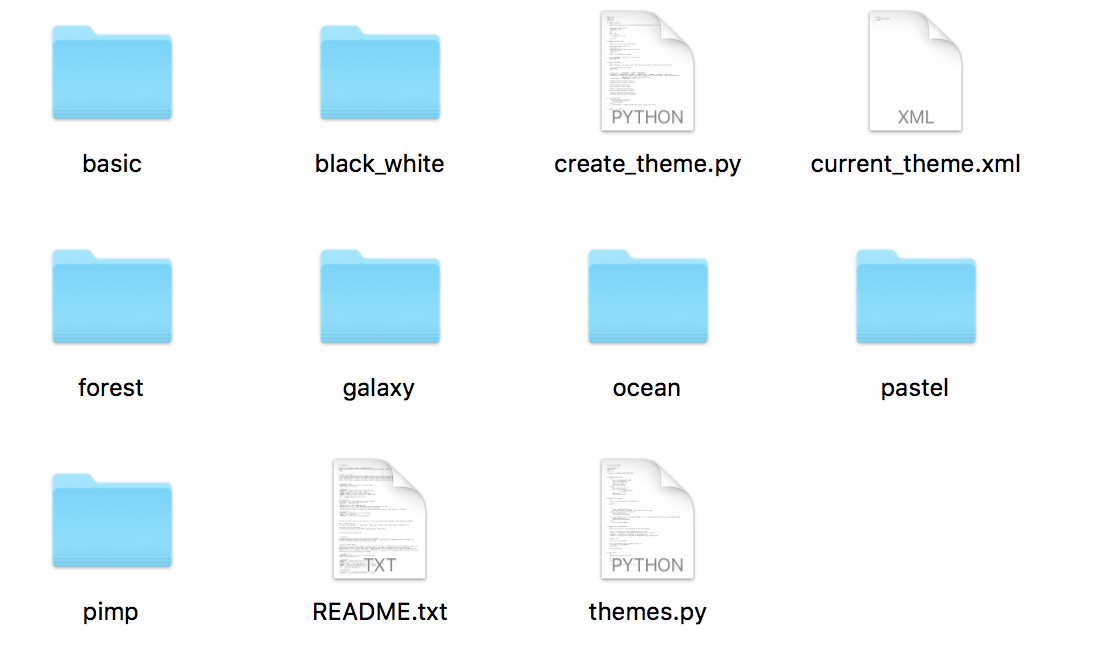 PYTHON
XML
basic
black_white
create_theme.py
current_theme.xml
forest
galaxy
ocean
pastel
TXT
PYTHON
pimp
README.txt
themes.py